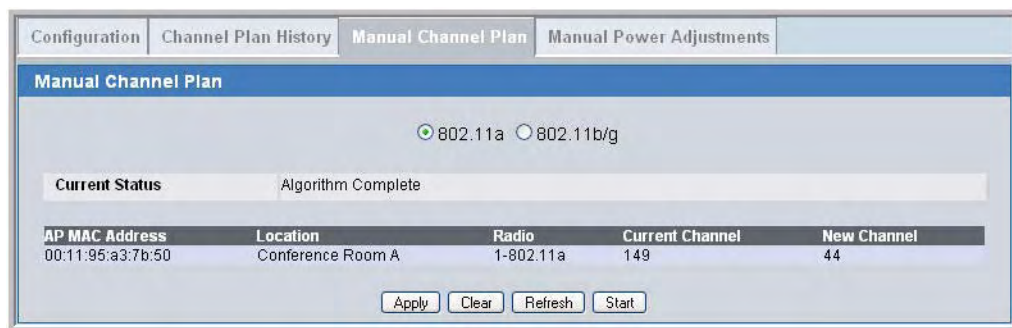 Configuration Channel Plan History Manual Channel Plan Manual Power Adjustments
Manual Channel Plan
802.11a 802.11b/g
Current Status Algorithm Complete
AP MAC Address Location Radio Current Channel New Channel
00:11:95:a3:7b:50 Conference Room A 1-802.11a 149 44
Apply Clear Refresh Start